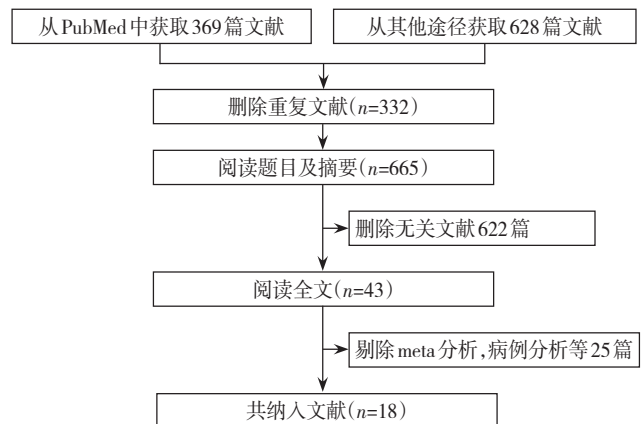 从PubMed中获取369篇文献
从其他途径获取628篇文献
删除重复文献(n=332)
阅读题目及摘要(n=665)
删除无关文献622篇
阅读全文(n=43)
剔除meta分析,病例分析等25篇
共纳入文献(n=18)